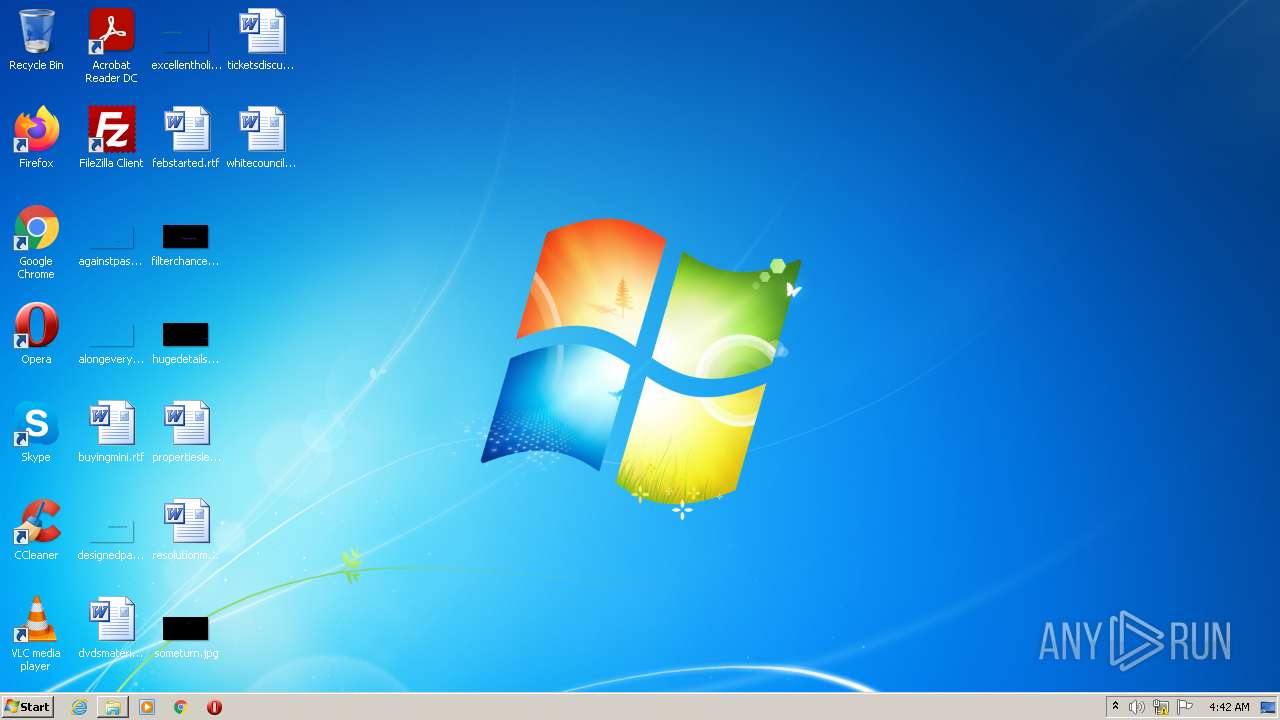 Recycle Bin
Acrobat
Reader DC
excellentholi...
ticketsdiscu...
Firefox
FileZilla Client
febstarted.rtf
whitecouncil...
Google
Chrome
againstpas...
filterchance...
Opera
alongevery...
hugedetails...
Skype
buyingmini.rtf
propertiesle...
CCleaner
designedpa...
resolutionm...
VLC media
player
dvdsmateri...
someturn.jpg
ANY RUN
Start
4:42 AM